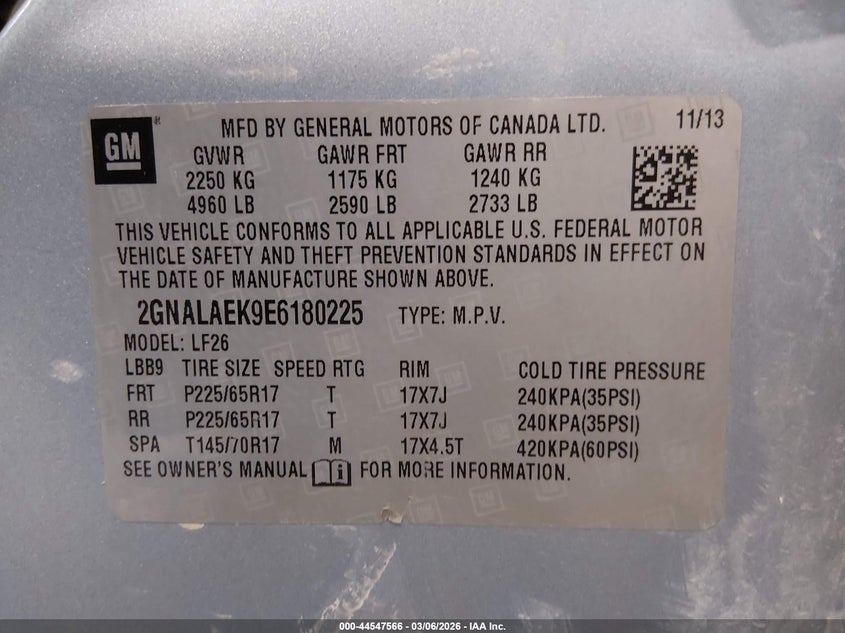 GM
MFD BY GENERAL MOTORS OF CANADA LTD. 11/13
GVWR GAWR FRT GAWR RR
2250 KG 1175 KG 1240 KG
4960 LB 2590 LB 2733 LB
THIS VEHICLE CONFORMS TO ALL APPLICABLE U.S. FEDERAL MOTOR
VEHICLE SAFETY AND THEFT PREVENTION STANDARDS IN EFFECT ON
THE DATE OF MANUFACTURE SHOWN ABOVE.
2GNALAEK9E6180225 TYPE: M.P.V.
MODEL: LF26
LBB9 TIRE SIZE SPEED RTG RIM COLD TIRE PRESSURE
FRT P225/65R17 T 17X7J 240KPA(35PSI)
RR P225/65R17 T 17X7J 240KPA(35PSI)
SPA T145/70R17 M 17X4.5T 420KPA(60PSI)
SEE OWNER'S MANUAL i FOR MORE INFORMATION.
000-44547566 — 03/06/2026 — IAA Inc.